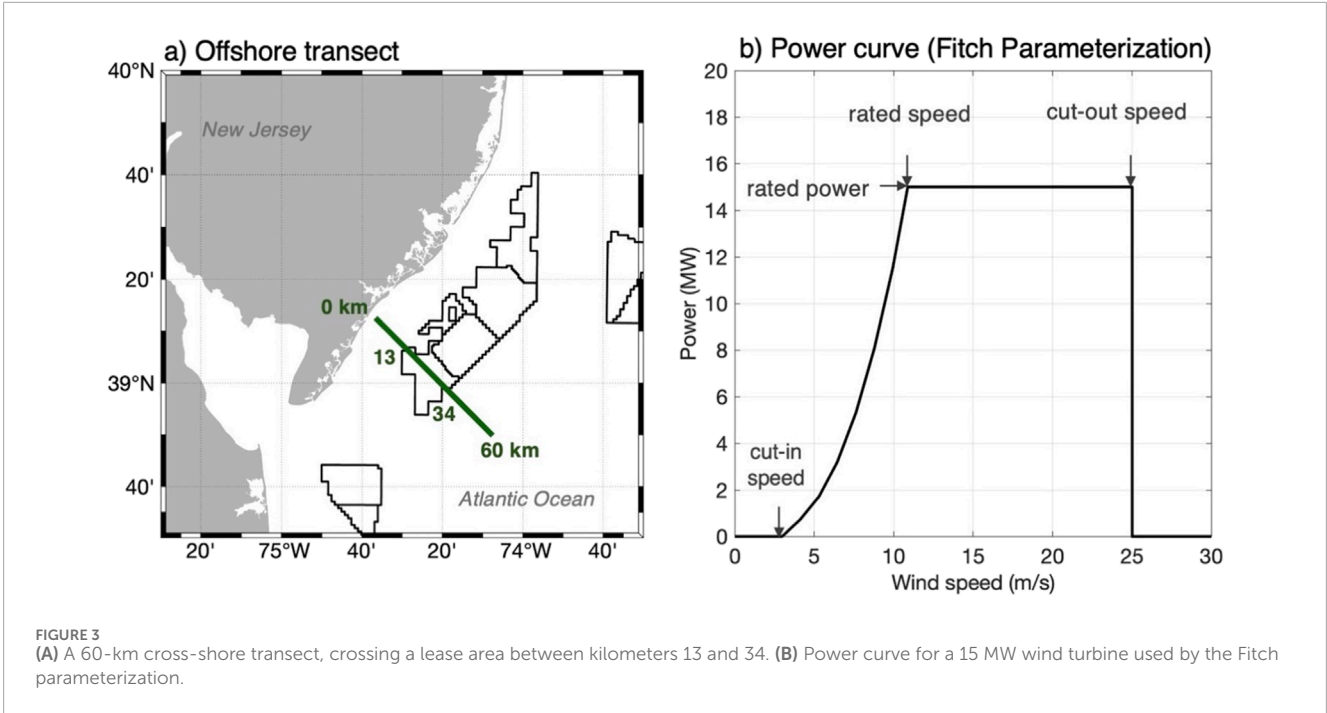 a) Offshore transect
40°N
40'
20'
39°N
40'
20'
75°W
40'
20'
74°W
40'
New Jersey
0 km
13
34
60 km
Atlantic Ocean
b) Power curve (Fitch Parameterization)
20
18
16
14
12
10
8
6
4
2
0
Power (MW)
rated speed
cut-out speed
rated power
cut-in
speed
0
5
10
15
20
25
30
Wind speed (m/s)
FIGURE 3
(A) A 60-km cross-shore transect, crossing a lease area between kilometers 13 and 34. (B) Power curve for a 15 MW wind turbine used by the Fitch
parameterization.